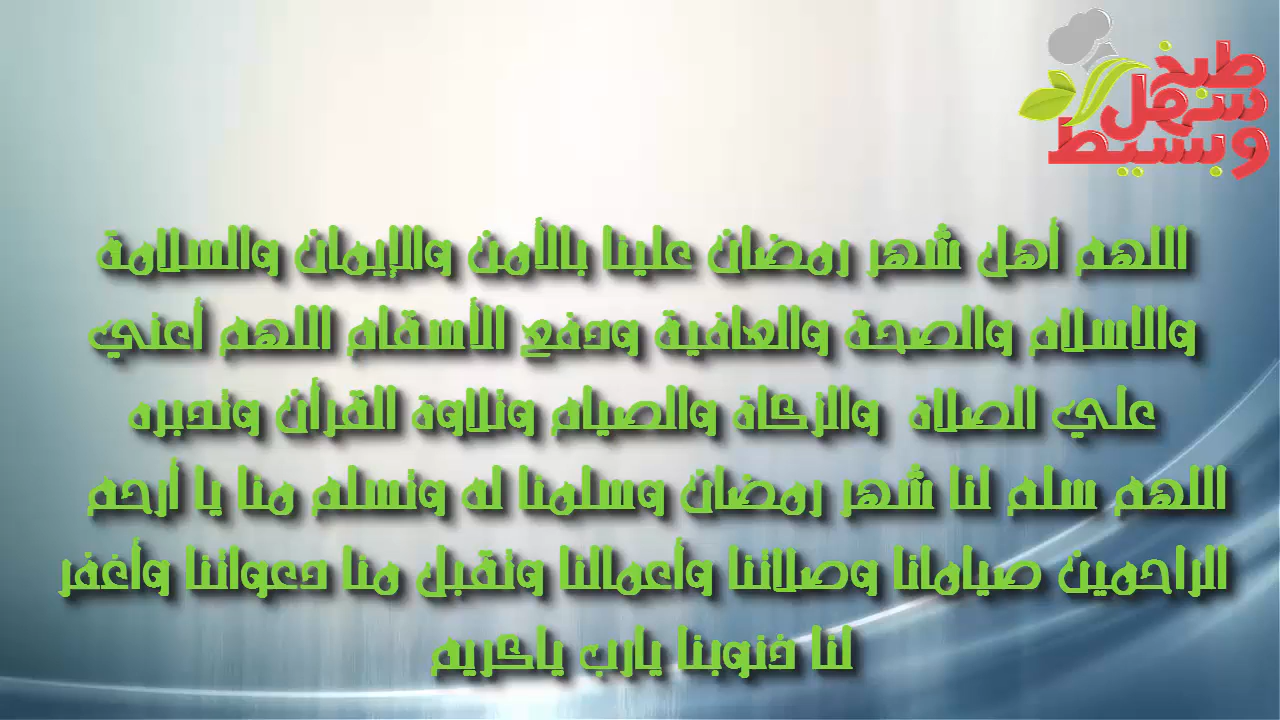 طبخ
سهل
وبسيط
اللهم أهل شهر رمضان علينا بالأمن والإيمان والسلامة
والاسلام والصحة والعافية ودفع الأسقام اللهم أعني
علي الصلاة والزكاة والصيام وتلاوة القرأن وتدبره
اللهم سلم لنا شهر رمضان وسلمنا له وتسلم منا يا أرحم
الراحمين صيامانا وصلاتنا وأعمالنا وتقبل منا دعواتنا وأغفر
لنا ذنوبنا يارب ياكريم